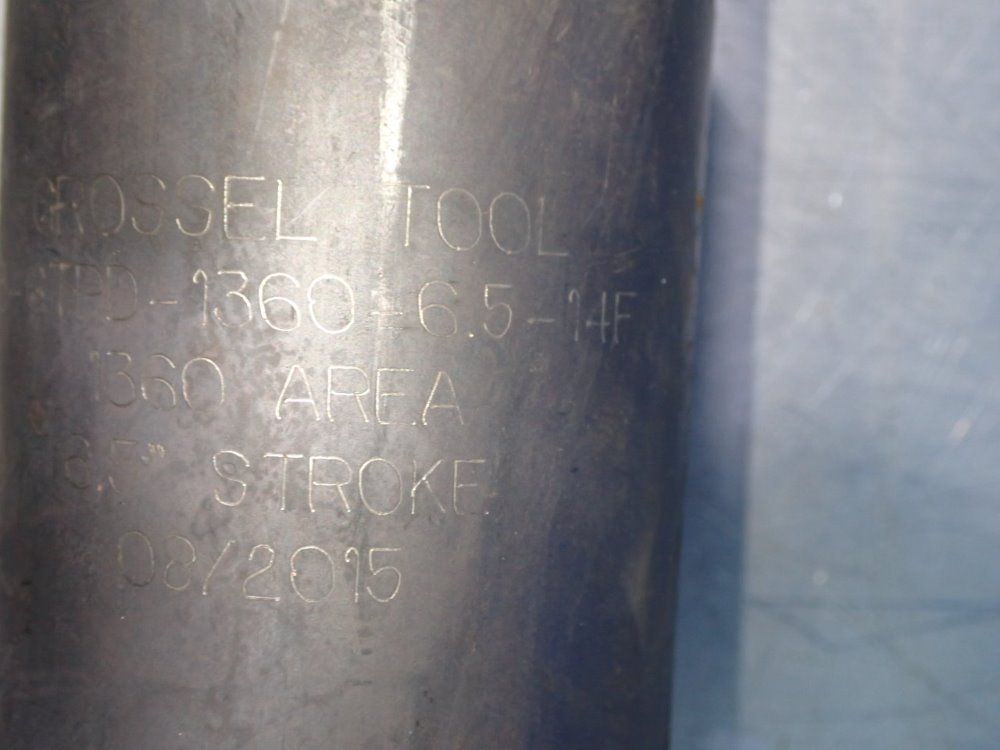 GROSSEL TOOL
TPD-1360-6.5-14F
1360 AREA
6.5" STROKE
08/2015